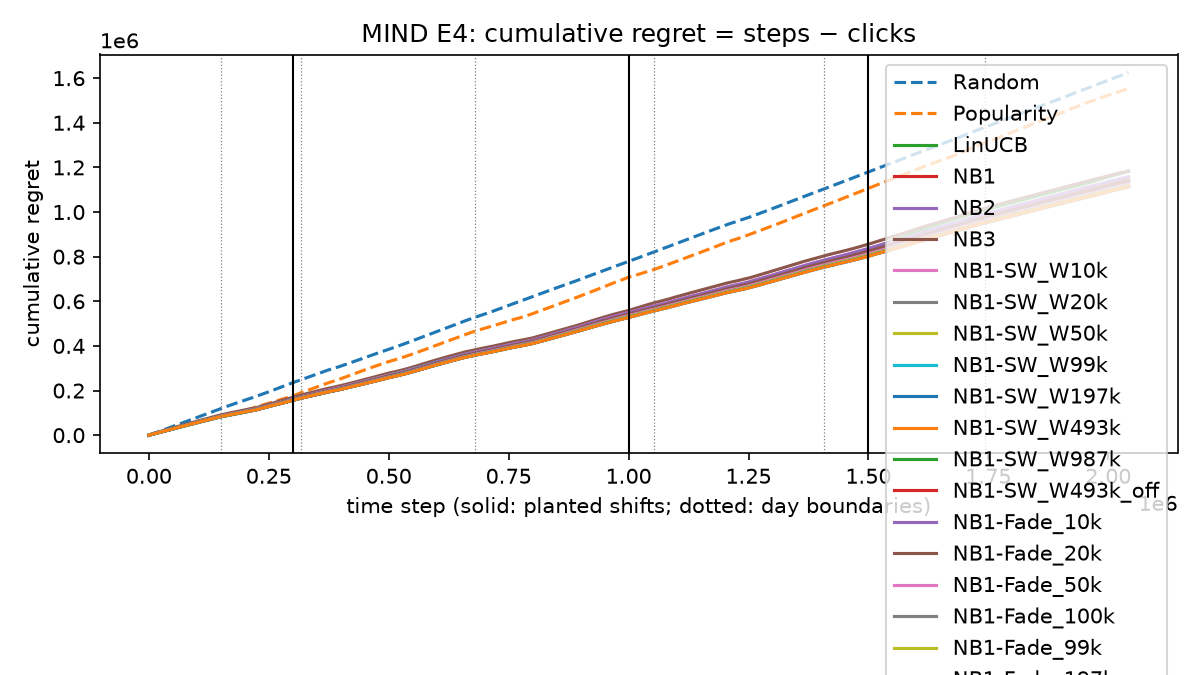 MIND E4: cumulative regret = steps − clicks
1e6
cumulative regret
1.6
1.4
1.2
1.0
0.8
0.6
0.4
0.2
0.0
0.00 0.25 0.50 0.75 1.00 1.25 1.50 1.75 2.00
1e6
time step (solid: planted shifts; dotted: day boundaries)
Random
Popularity
LinUCB
NB1
NB2
NB3
NB1-SW_W10k
NB1-SW_W20k
NB1-SW_W50k
NB1-SW_W99k
NB1-SW_W197k
NB1-SW_W493k
NB1-SW_W987k
NB1-SW_W493k_off
NB1-Fade_10k
NB1-Fade_20k
NB1-Fade_50k
NB1-Fade_100k
NB1-Fade_99k